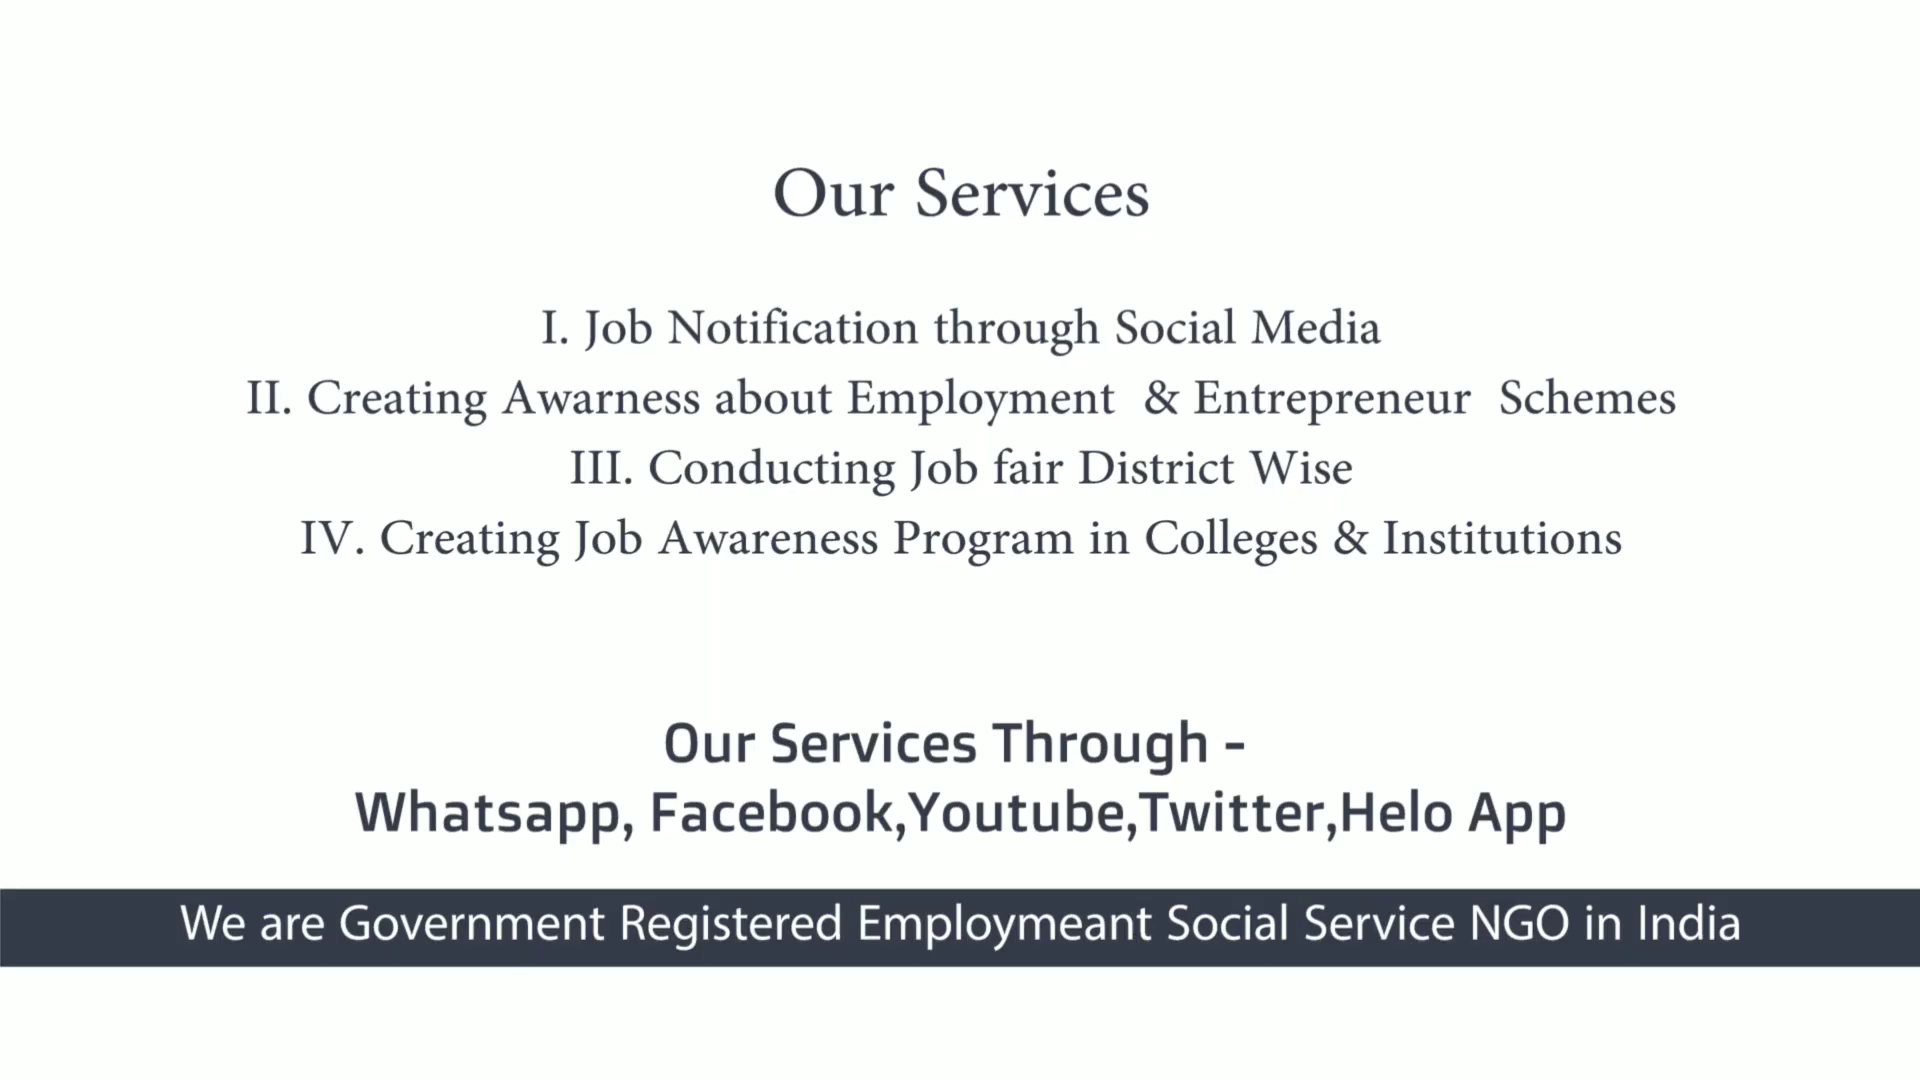 Our Services
I. Job Notification through Social Media
II. Creating Awarness about Employment & Entrepreneur Schemes
III. Conducting Job fair District Wise
IV. Creating Job Awareness Program in Colleges & Institutions
Our Services Through -
Whatsapp, Facebook,Youtube,Twitter,Helo App
We are Government Registered Employmeant Social Service NGO in India